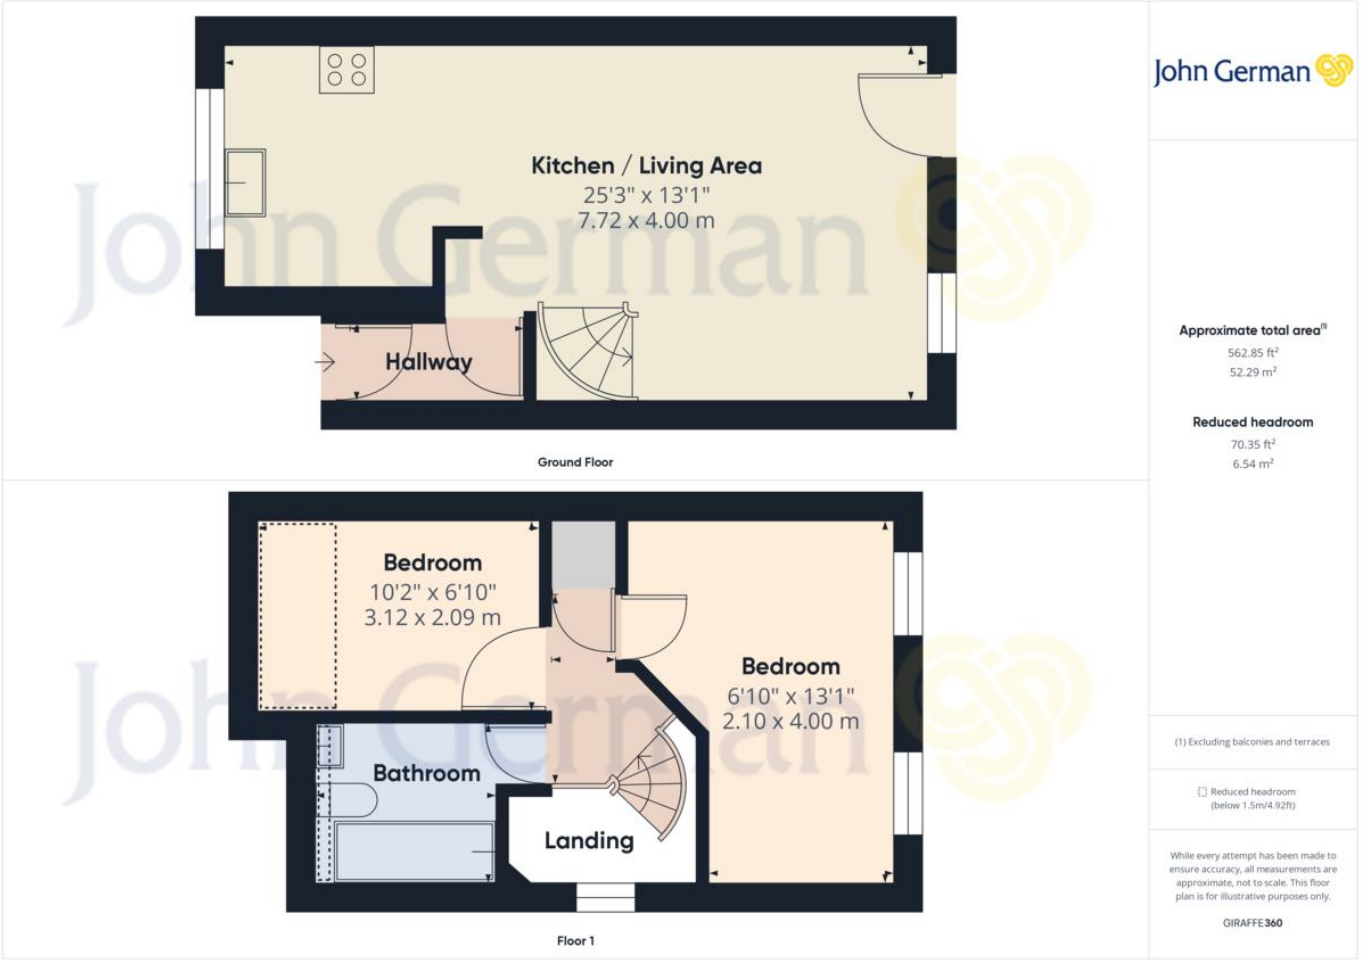 Kitchen / Living Area
25'3" x 13'1"
7.72 x 4.00 m
Hallway
Ground Floor
John German
Bedroom
10'2" x 6'10"
3.12 x 2.09 m
Bedroom
6'10" x 13'1"
2.10 x 4.00 m
Bathroom
Landing
Floor 1
John German
John German
Approximate total area(1)
562.85 ft²
52.29 m²
Reduced headroom
70.35 ft²
6.54 m²
(1) Excluding balconies and terraces
Reduced headroom
(below 1.5m/4.92ft)
While every attempt has been made to
ensure accuracy, all measurements are
approximate, not to scale. This floor
plan is for illustrative purposes only.
GIRAFFE360